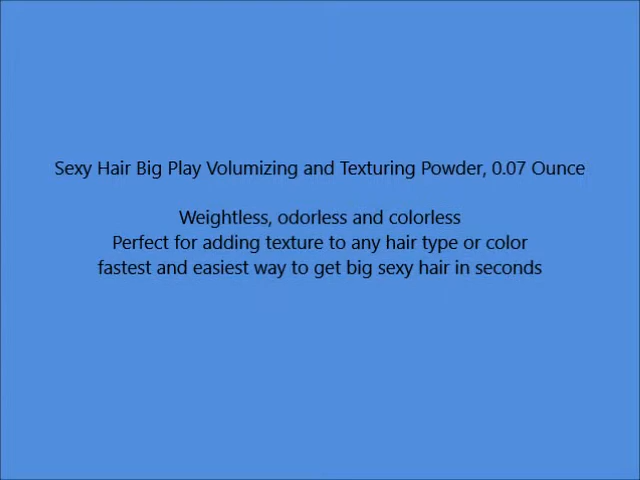 Sexy Hair Big Play Volumizing and Texturing Powder, 0.07 Ounce
Weightless, odorless and colorless
Perfect for adding texture to any hair type or color
fastest and easiest way to get big sexy hair in seconds